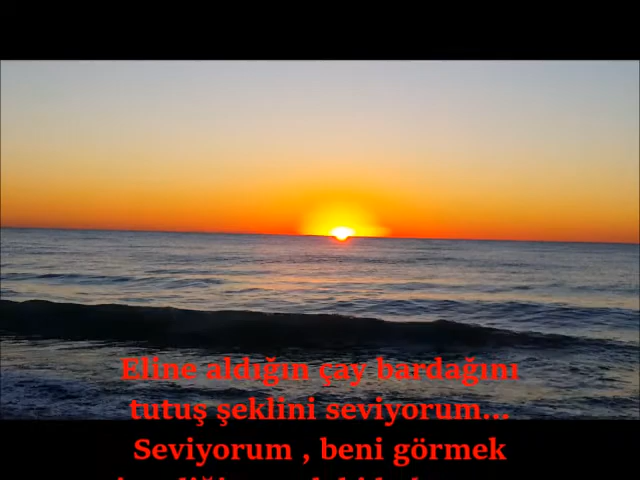 Eline aldığın çay bardağını
tutuş şeklini seviyorum...
Seviyorum , beni görmek